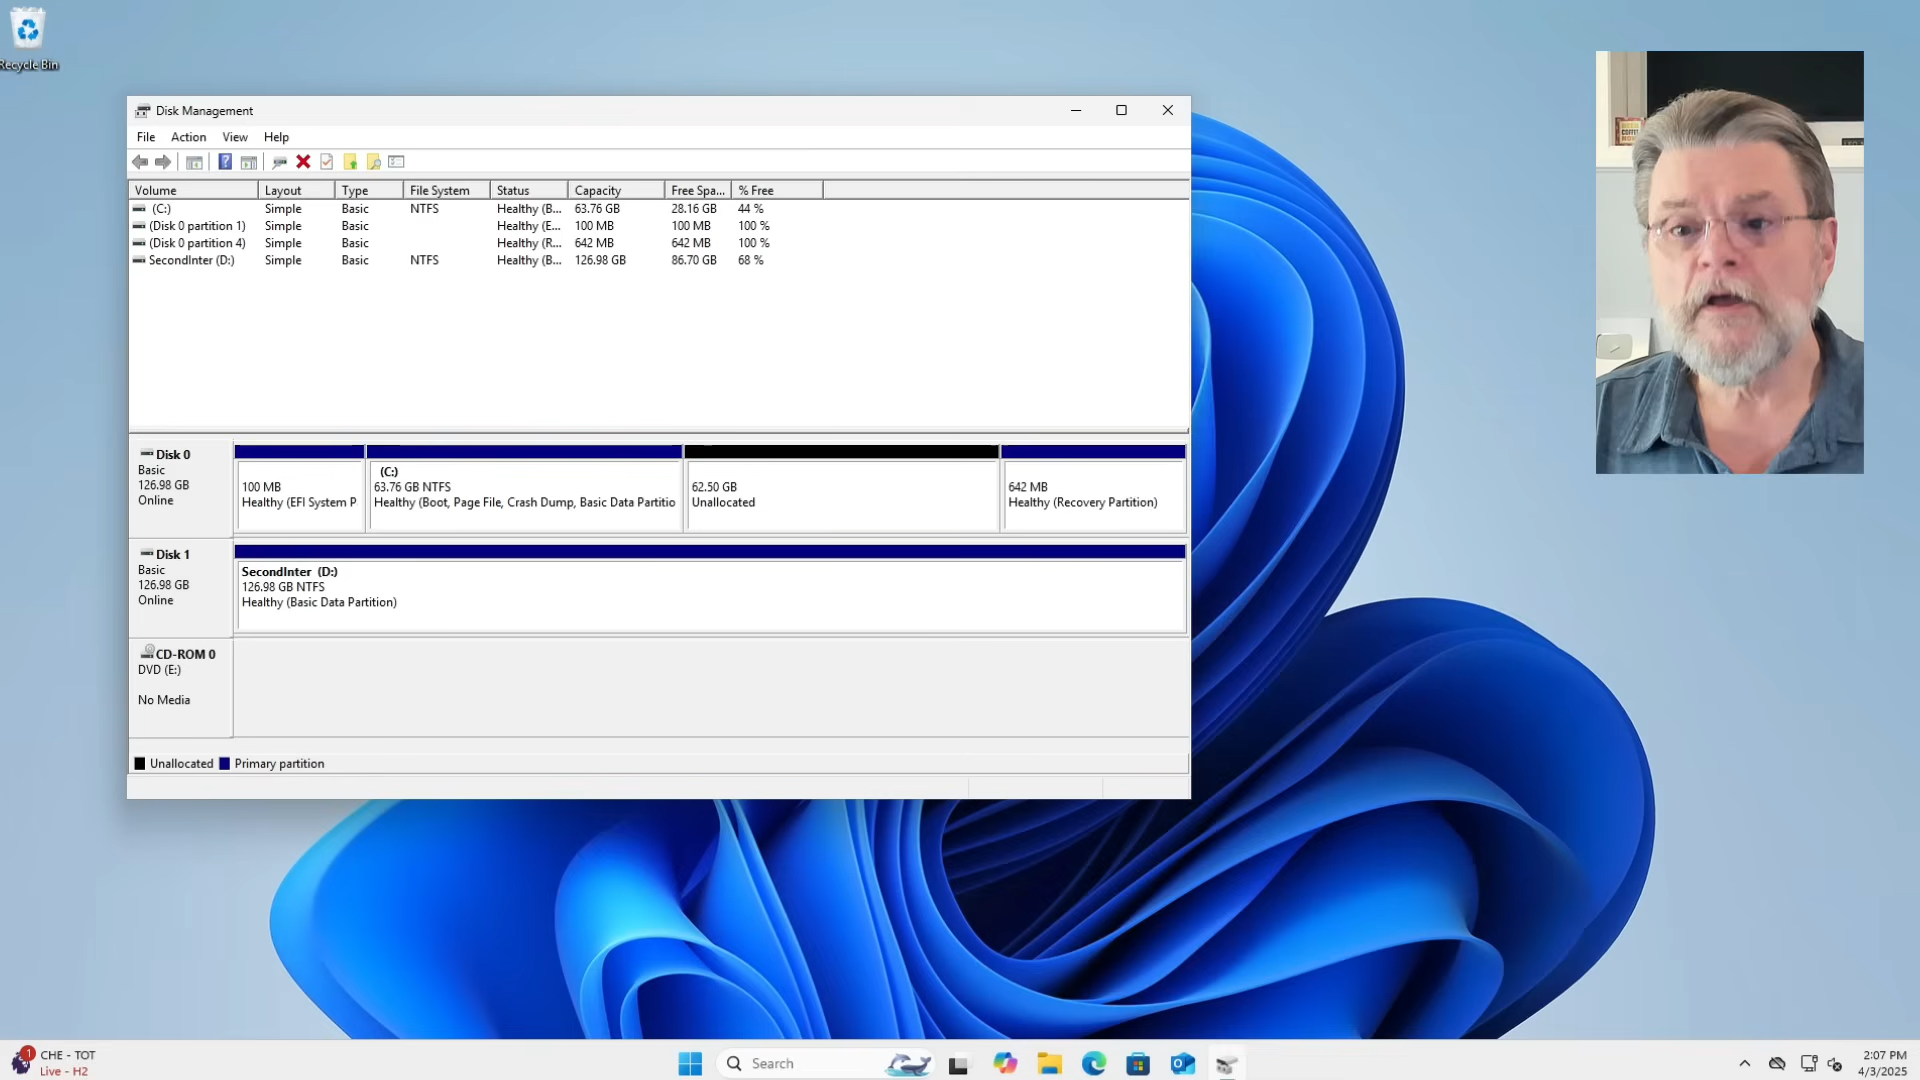 Recycle Bin
Disk Management
File Action View Help
Volume Layout Type File System Status Capacity Free Spa... % Free
(C:) Simple Basic NTFS Healthy (B... 63.76 GB 28.16 GB 44 %
(Disk 0 partition 1) Simple Basic Healthy (E... 100 MB 100 MB 100 %
(Disk 0 partition 4) Simple Basic Healthy (R... 642 MB 642 MB 100 %
SecondInter (D:) Simple Basic NTFS Healthy (B... 126.98 GB 86.70 GB 68 %
Disk 0
Basic
126.98 GB
Online
100 MB
Healthy (EFI System P
(C:)
63.76 GB NTFS
Healthy (Boot, Page File, Crash Dump, Basic Data Partitio
62.50 GB
Unallocated
642 MB
Healthy (Recovery Partition)
Disk 1
Basic
126.98 GB
Online
SecondInter (D:)
126.98 GB NTFS
Healthy (Basic Data Partition)
CD-ROM 0
DVD (E:)
No Media
Unallocated Primary partition
1
CHE - TOT
Live - H2
Search
2:07 PM
4/3/2025